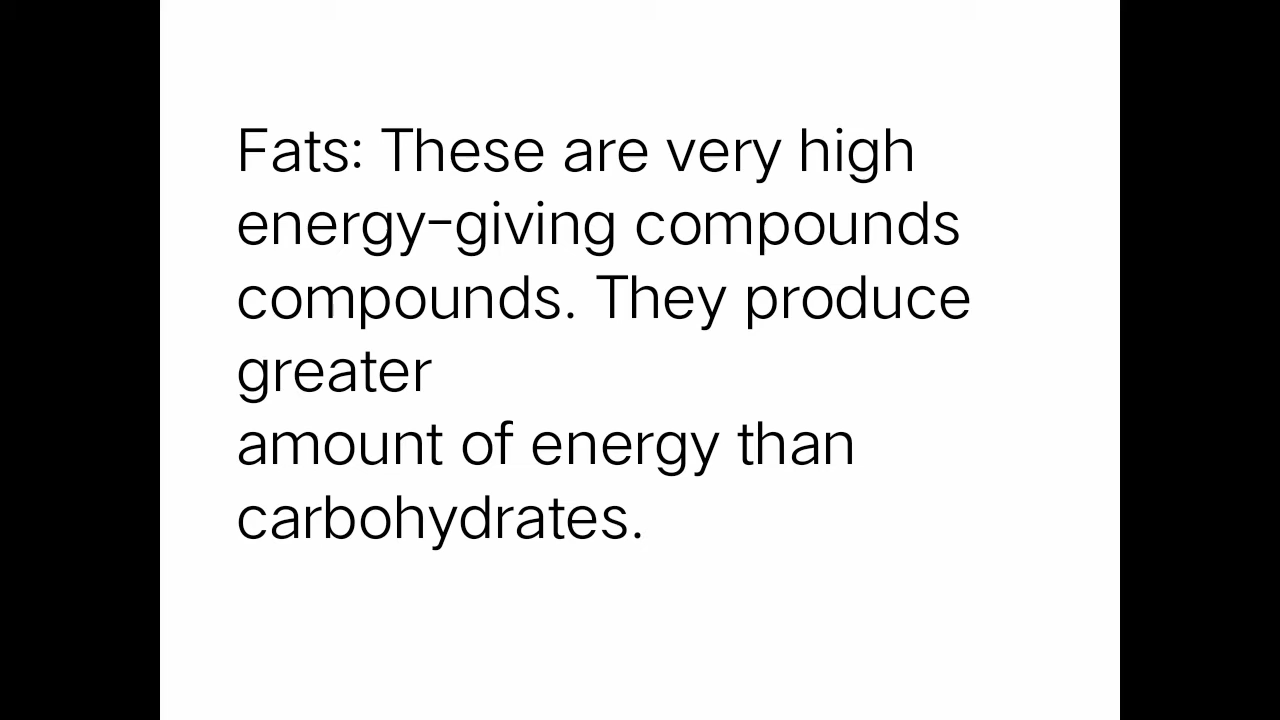 Fats: These are very high
energy-giving compounds
compounds. They produce
greater
amount of energy than
carbohydrates.